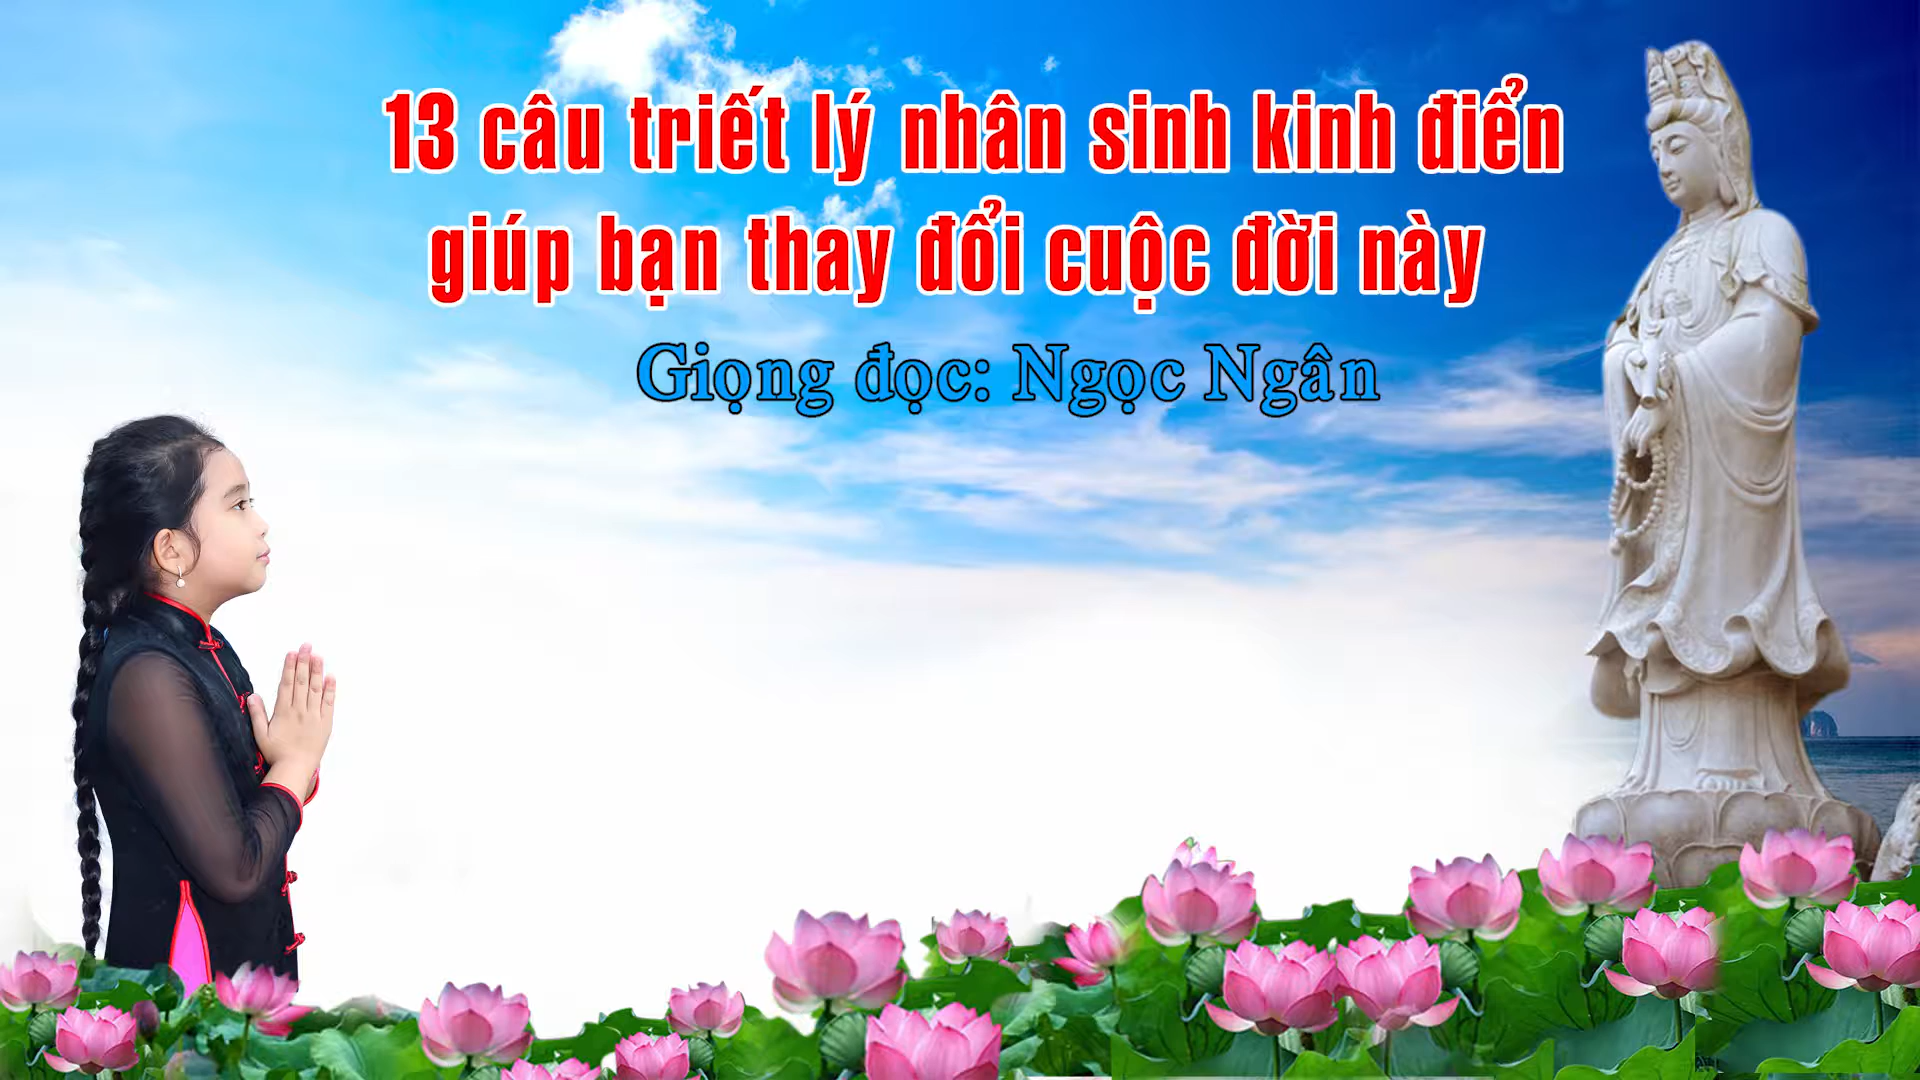 13 câu triết lý nhân sinh kinh điển
giúp bạn thay đổi cuộc đời này
Giọng đọc: Ngọc Ngân